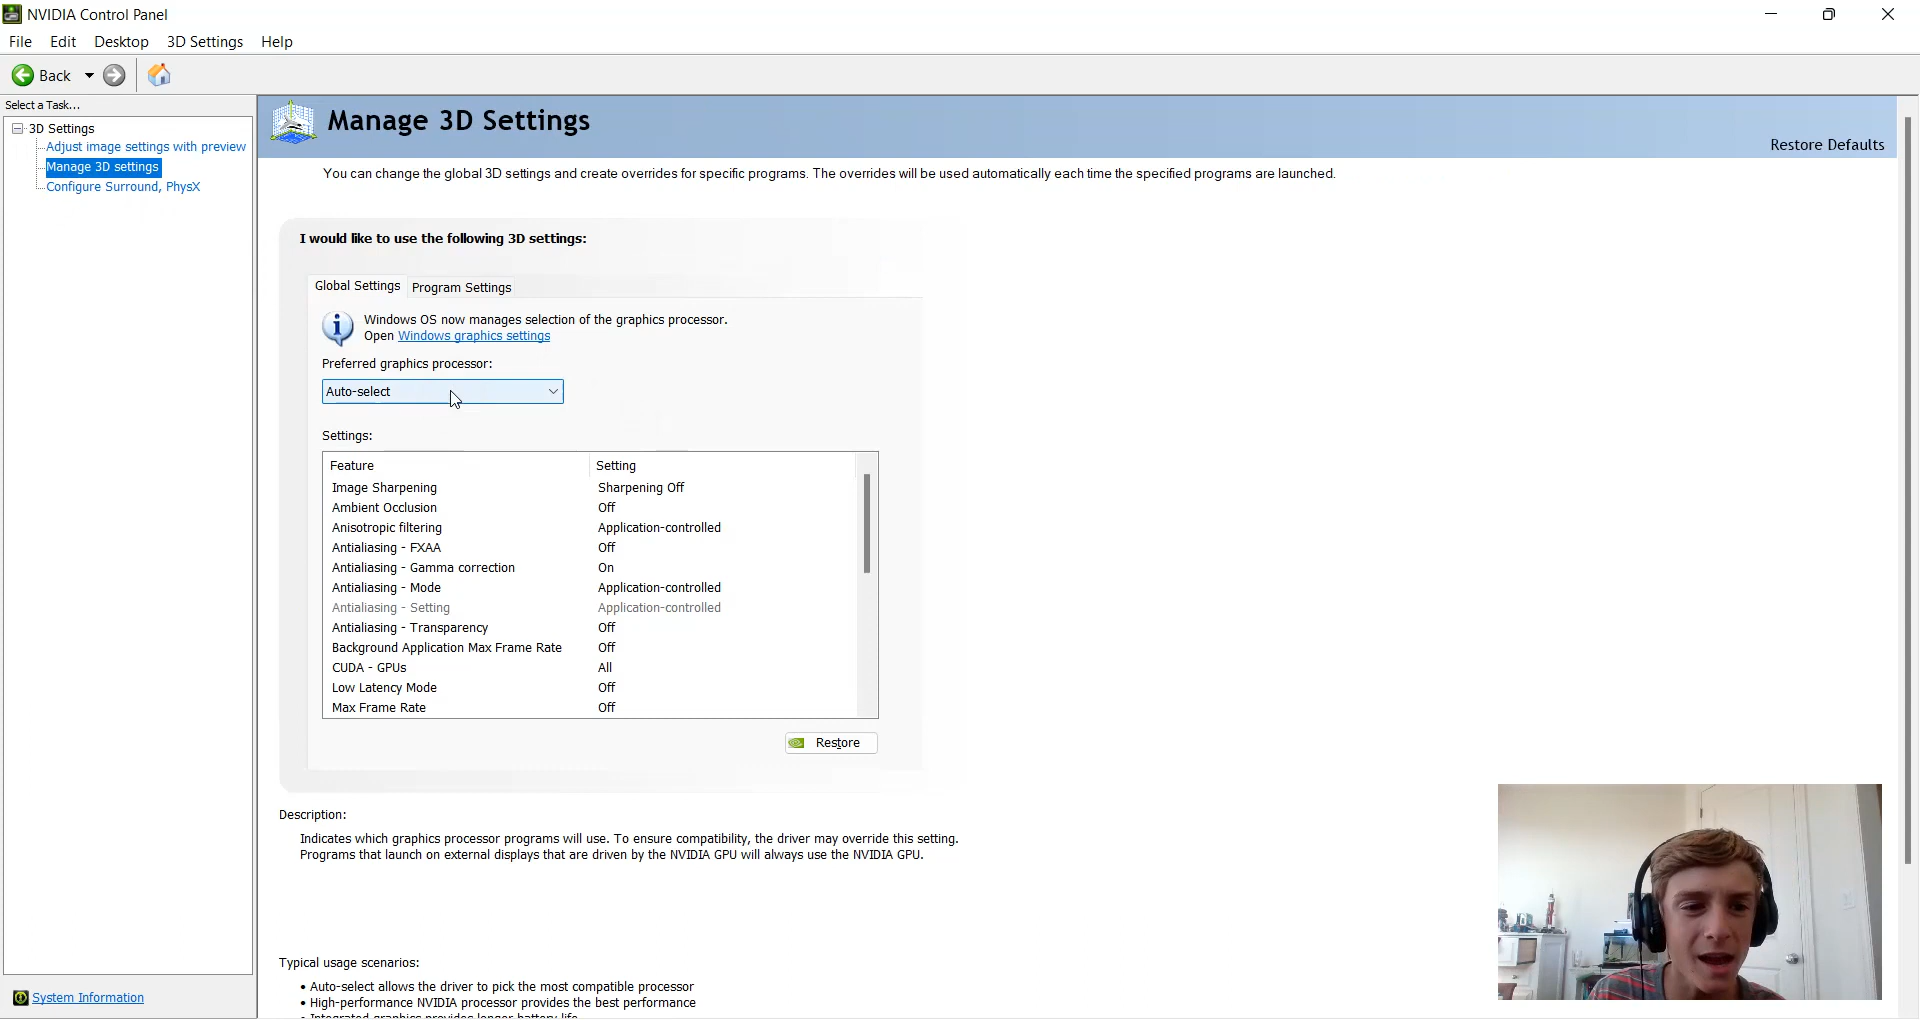 NVIDIA Control Panel
File Edit Desktop 3D Settings Help
Back
Select a Task...
3D Settings
Adjust image settings with preview
Manage 3D settings
Configure Surround, PhysX
System Information
Manage 3D Settings
Restore Defaults
You can change the global 3D settings and create overrides for specific programs. The overrides will be used automatically each time the specified programs are launched.
I would like to use the following 3D settings:
Global Settings Program Settings
Windows OS now manages selection of the graphics processor.
Open Windows graphics settings
Preferred graphics processor:
Auto-select
Settings:
Feature Setting
Image Sharpening Sharpening Off
Ambient Occlusion Off
Anisotropic filtering Application-controlled
Antialiasing - FXAA Off
Antialiasing - Gamma correction On
Antialiasing - Mode Application-controlled
Antialiasing - Setting Application-controlled
Antialiasing - Transparency Off
Background Application Max Frame Rate Off
CUDA - GPUs All
Low Latency Mode Off
Max Frame Rate Off
Restore
Description:
Indicates which graphics processor programs will use. To ensure compatibility, the driver may override this setting.
Programs that launch on external displays that are driven by the NVIDIA GPU will always use the NVIDIA GPU.
Typical usage scenarios:
• Auto-select allows the driver to pick the most compatible processor
• High-performance NVIDIA processor provides the best performance
• Integrated graphics provides longer battery life